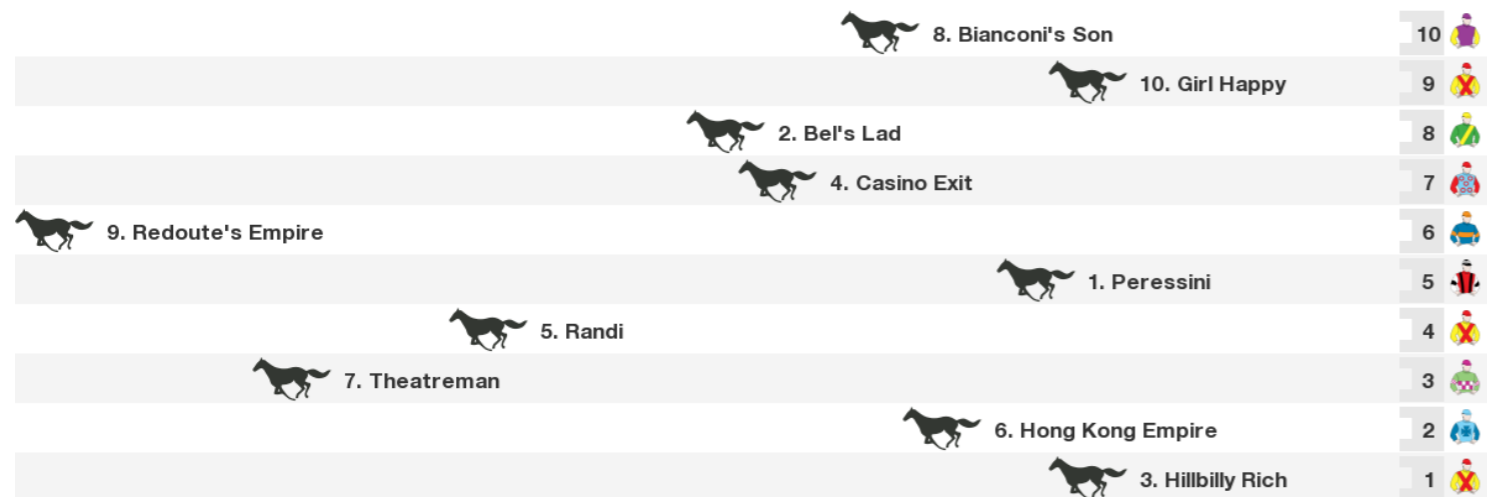 8. Bianconi's Son 10
10. Girl Happy 9
2. Bel's Lad 8
4. Casino Exit 7
9. Redoute's Empire 6
1. Peressini 5
5. Randi 4
7. Theatreman 3
6. Hong Kong Empire 2
3. Hillbilly Rich 1